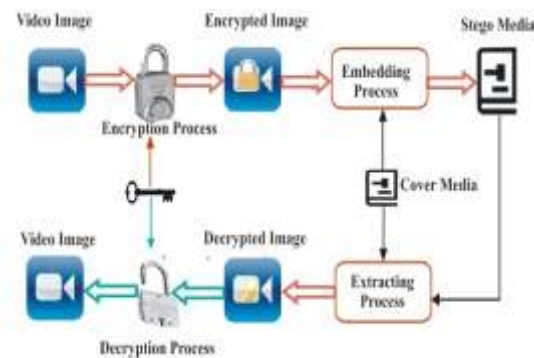 Video Image
Encrypted Image
Stego Media
Embedding
Process
Encryption Process
Cover Media
Video Image
Decrypted Image
Extracting
Process
Decryption Process